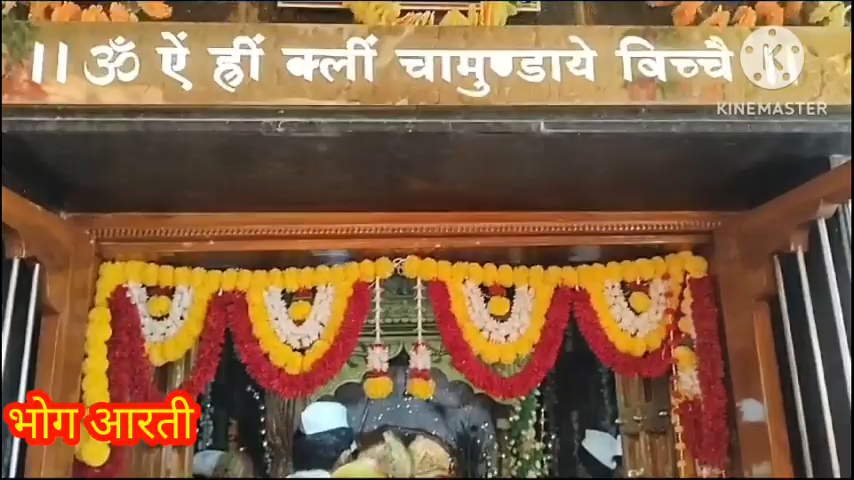 ॥ ॐ ऐं ह्रीं क्लीं चामुण्डाये विच्चै ॥
K
KINEMASTER
भोग आरती